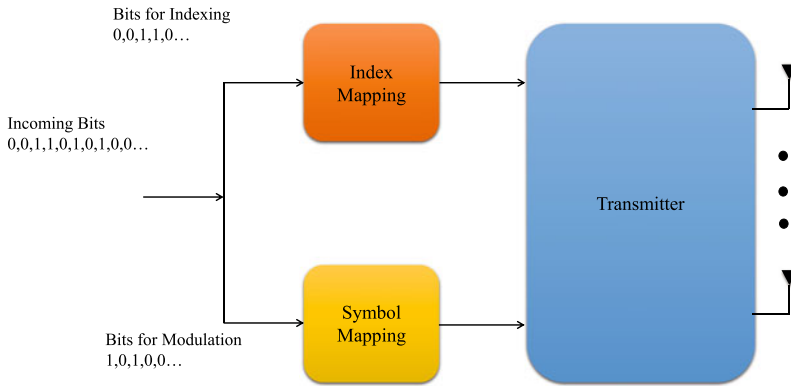 Bits for Indexing
0,0,1,1,0…
Index
Mapping
Incoming Bits
0,0,1,1,0,1,0,1,0,0…
Transmitter
Symbol
Mapping
Bits for Modulation
1,0,1,0,0…